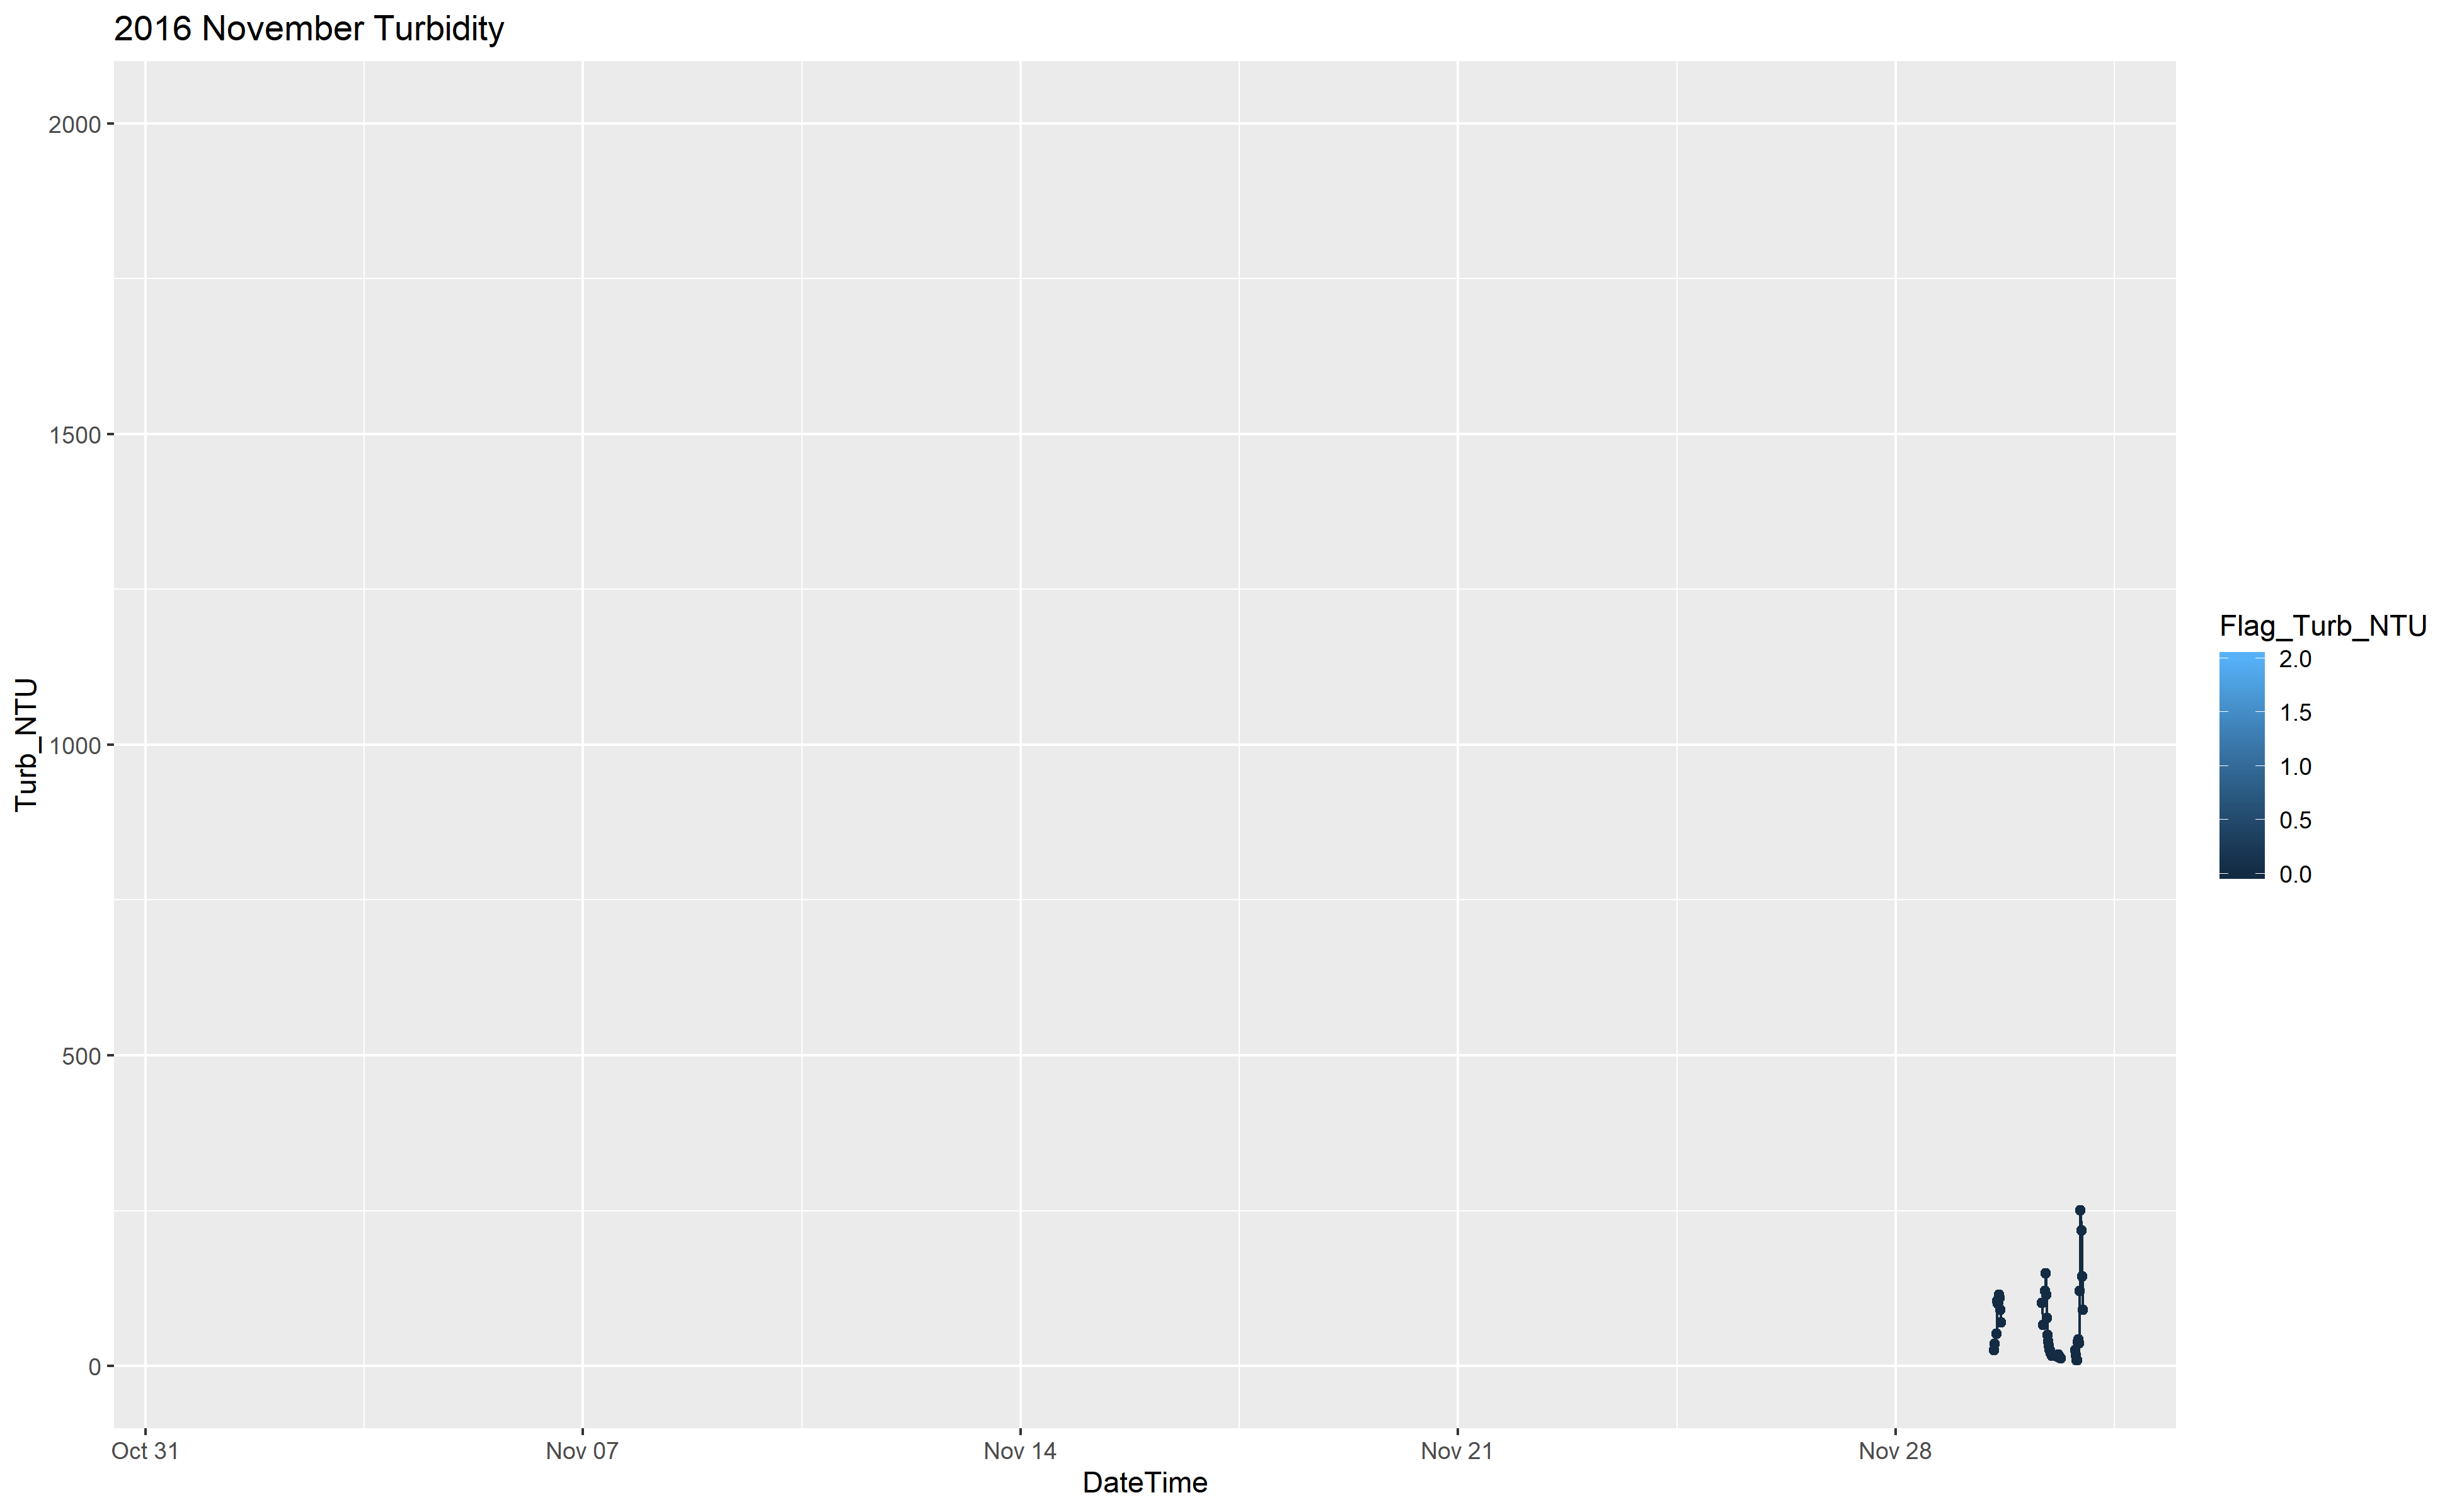 2016 November Turbidity
Turb_NTU
2000
1500
1000
500
0
Oct 31
Nov 07
Nov 14
Nov 21
Nov 28
DateTime
Flag_Turb_NTU
2.0
1.5
1.0
0.5
0.0